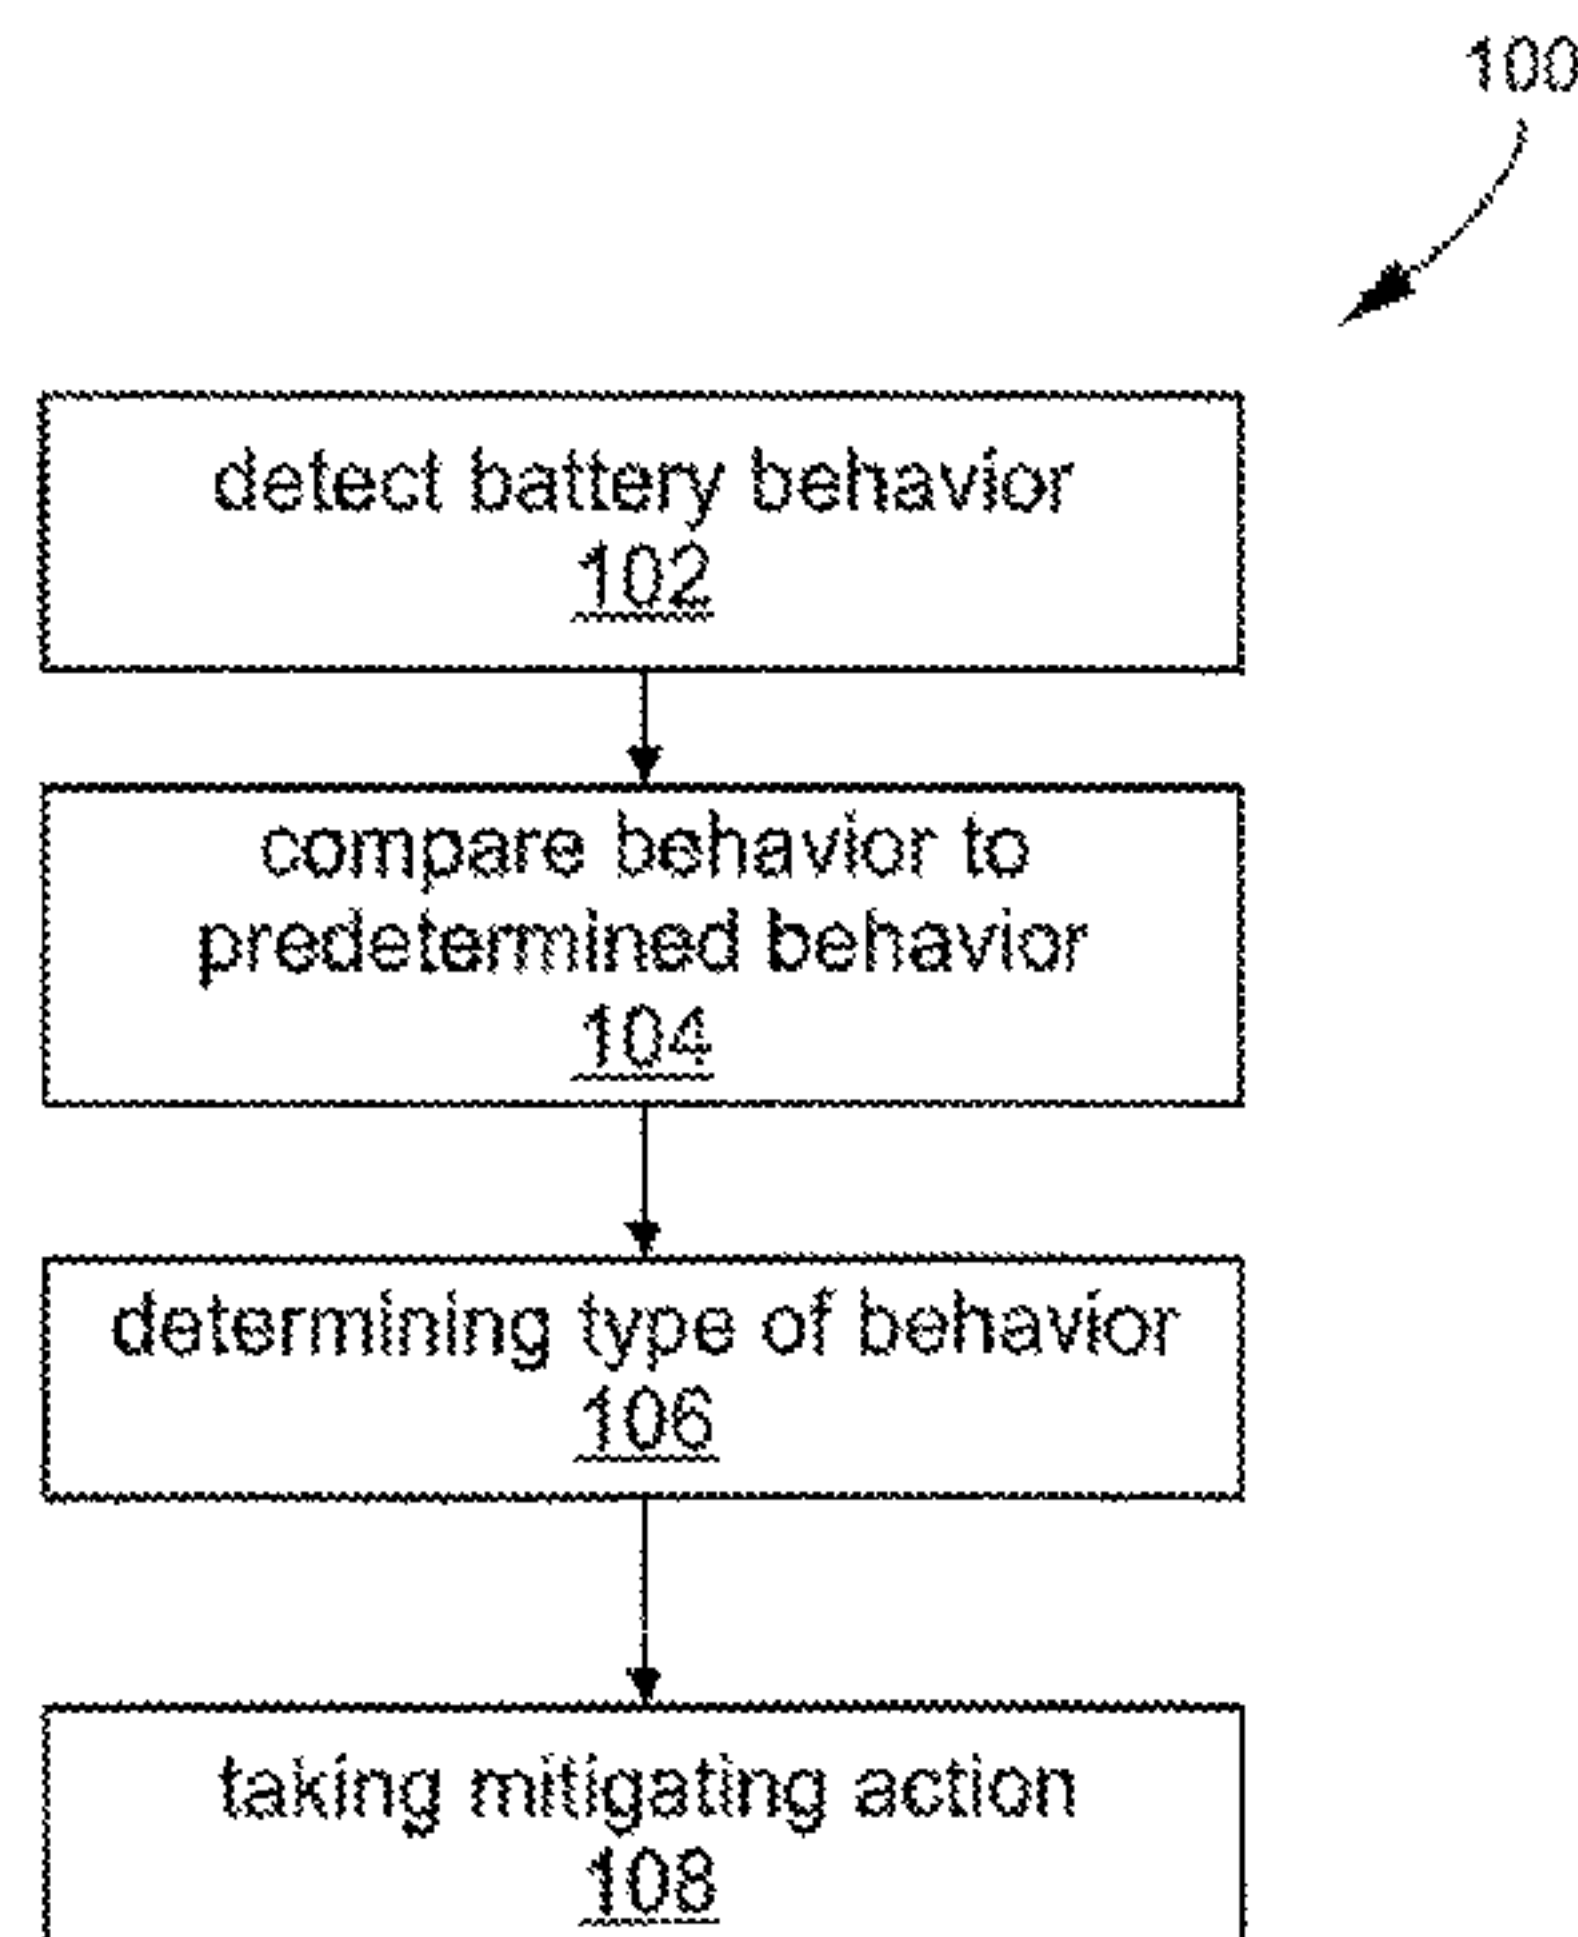 100
detect battery behavior
102
compare behavior to
predetermined behavior
104
determining type of behavior
106
taking mitigating action
108